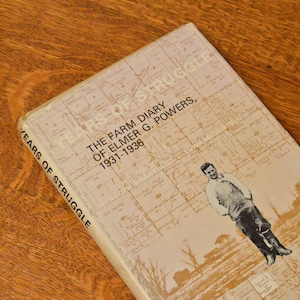 YEARS OF STRUGGLE
THE FARM DIARY
OF ELMER G. POWERS,
1931-1936
YEARS OF STRUGGLE